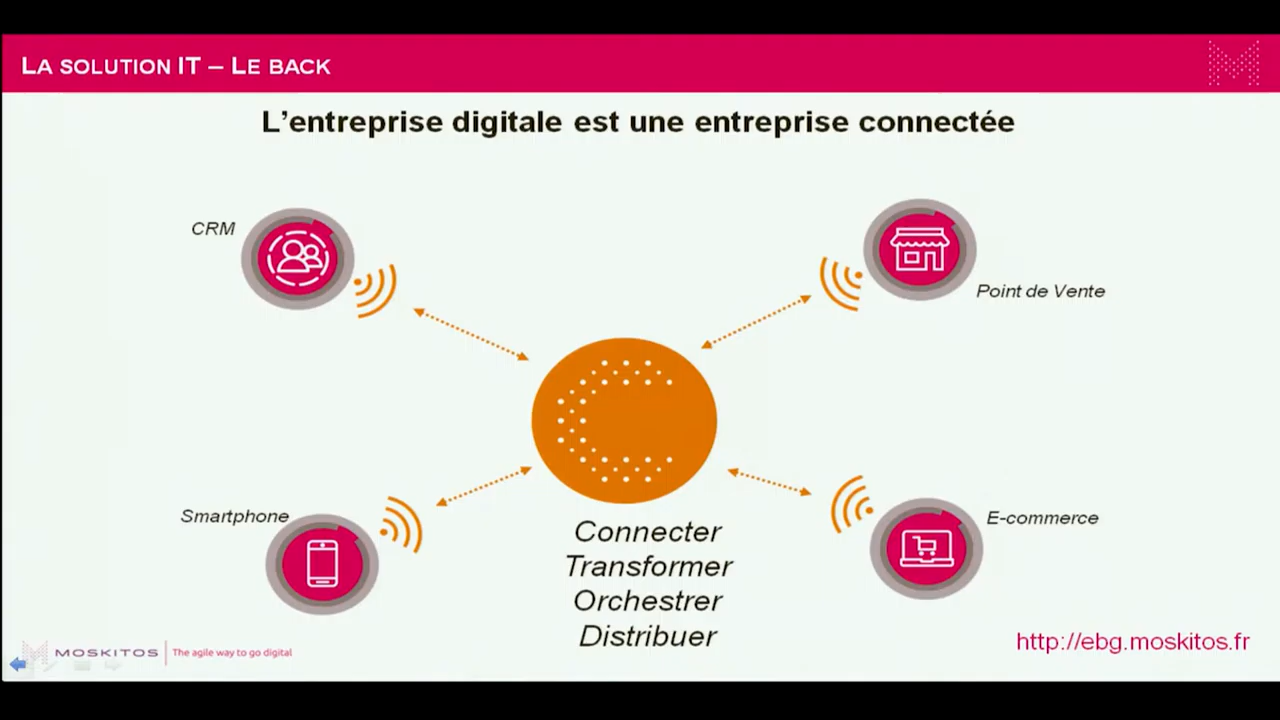 LA SOLUTION IT – LE BACK
L'entreprise digitale est une entreprise connectée
CRM
Point de Vente
Smartphone
E-commerce
Connecter
Transformer
Orchestrer
Distribuer
MOSKITOS
The agile way to go digital
http://ebg.moskitos.fr